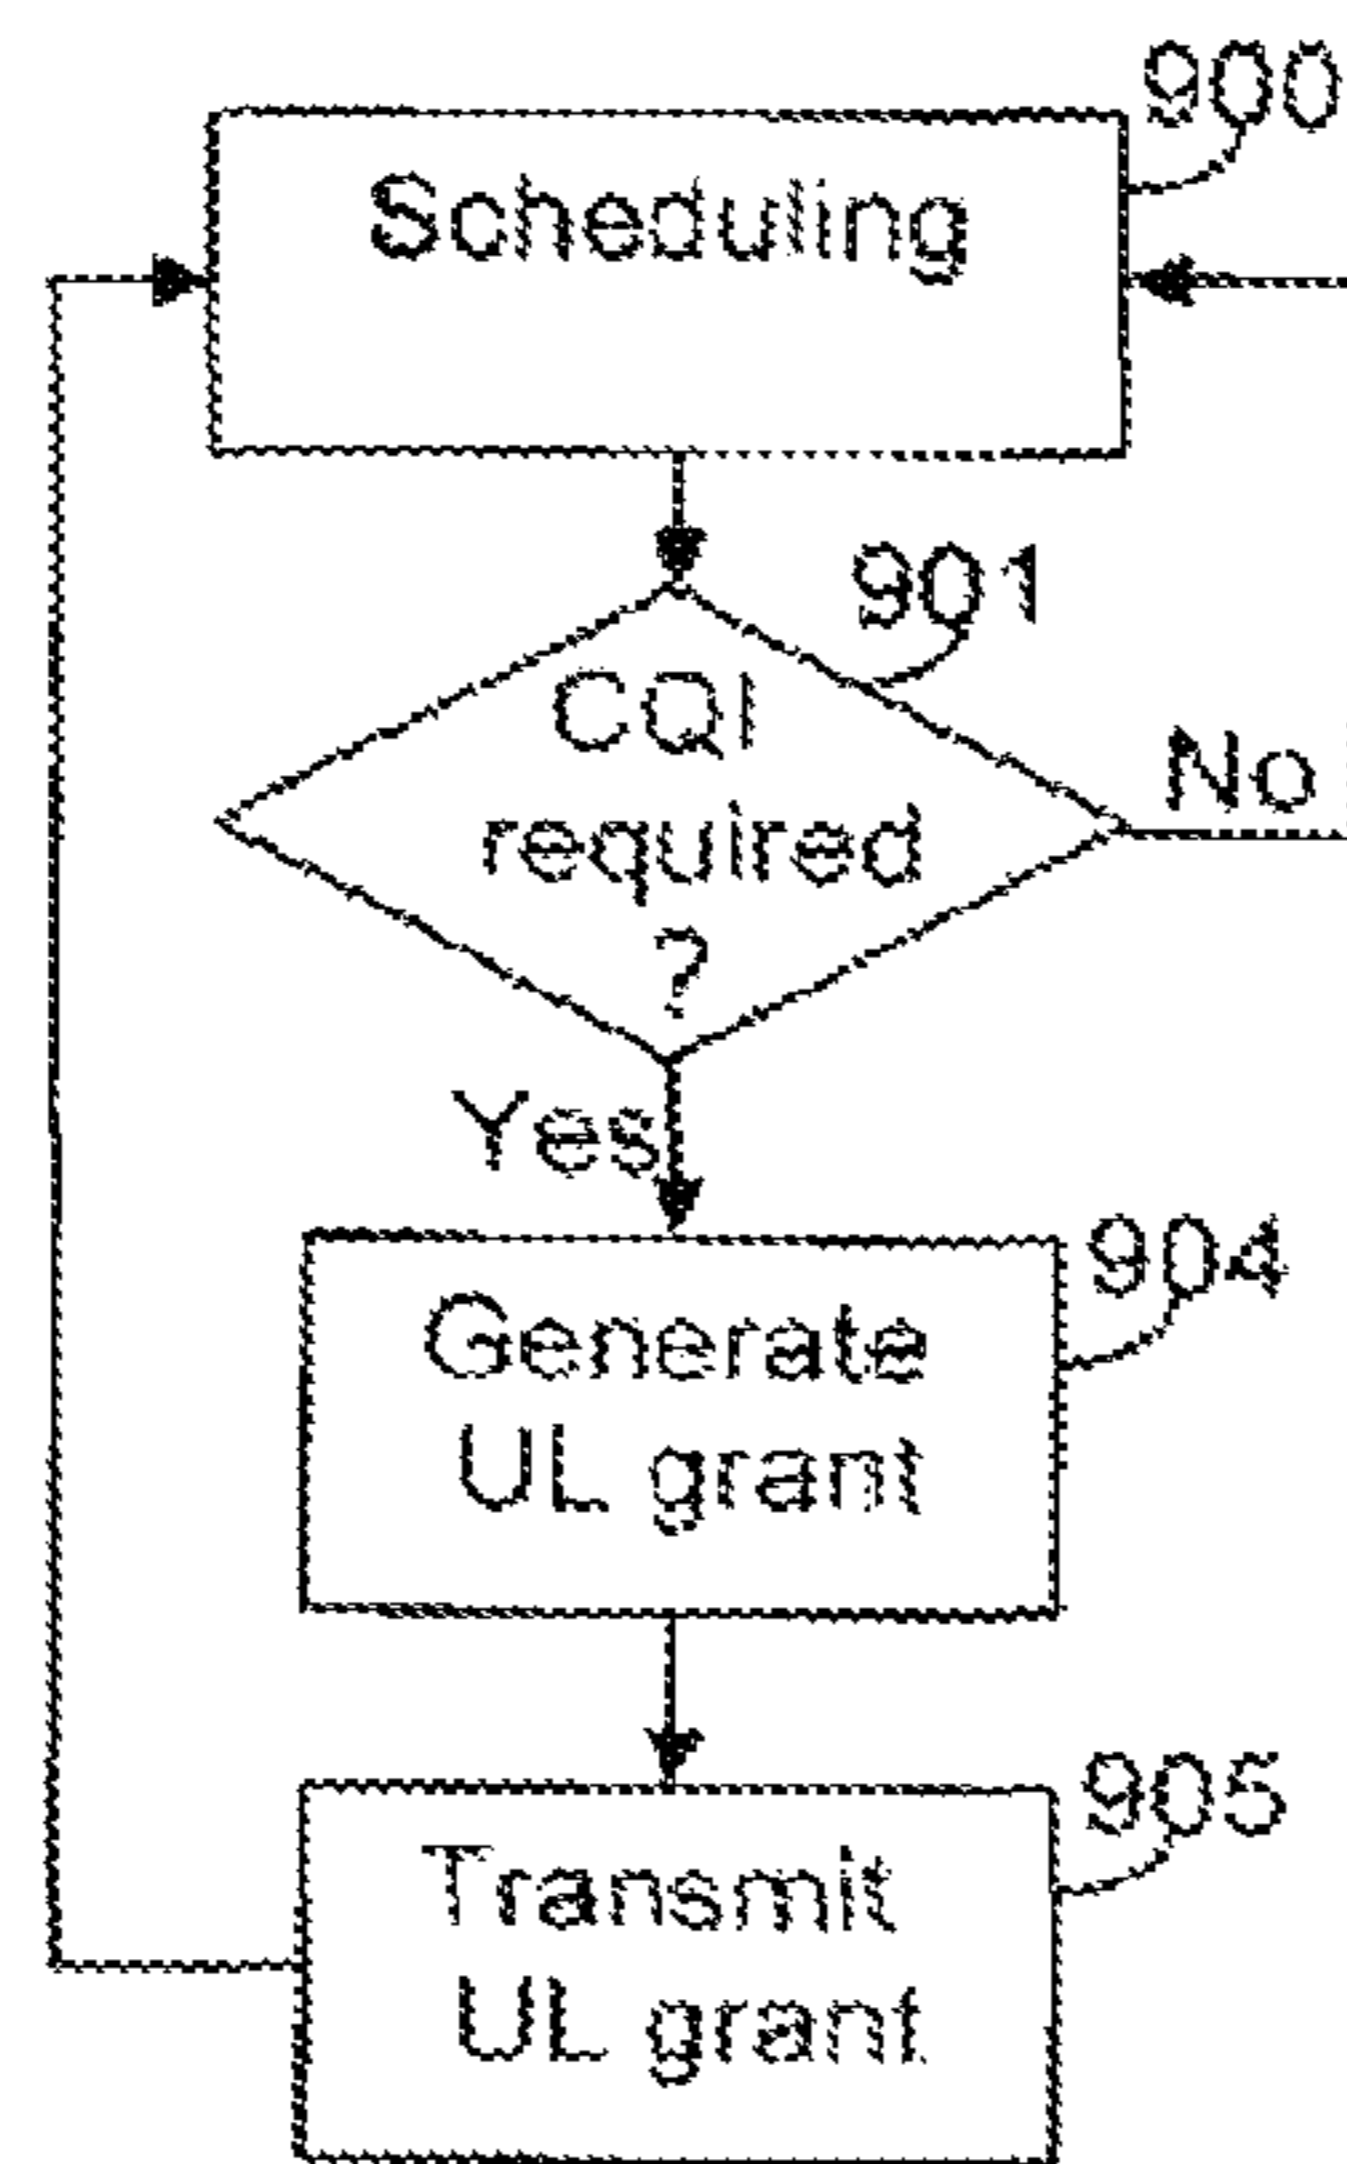 900
Scheduling
901
CQI
required
?
No
Yes
904
Generate
UL grant
905
Transmit
UL grant